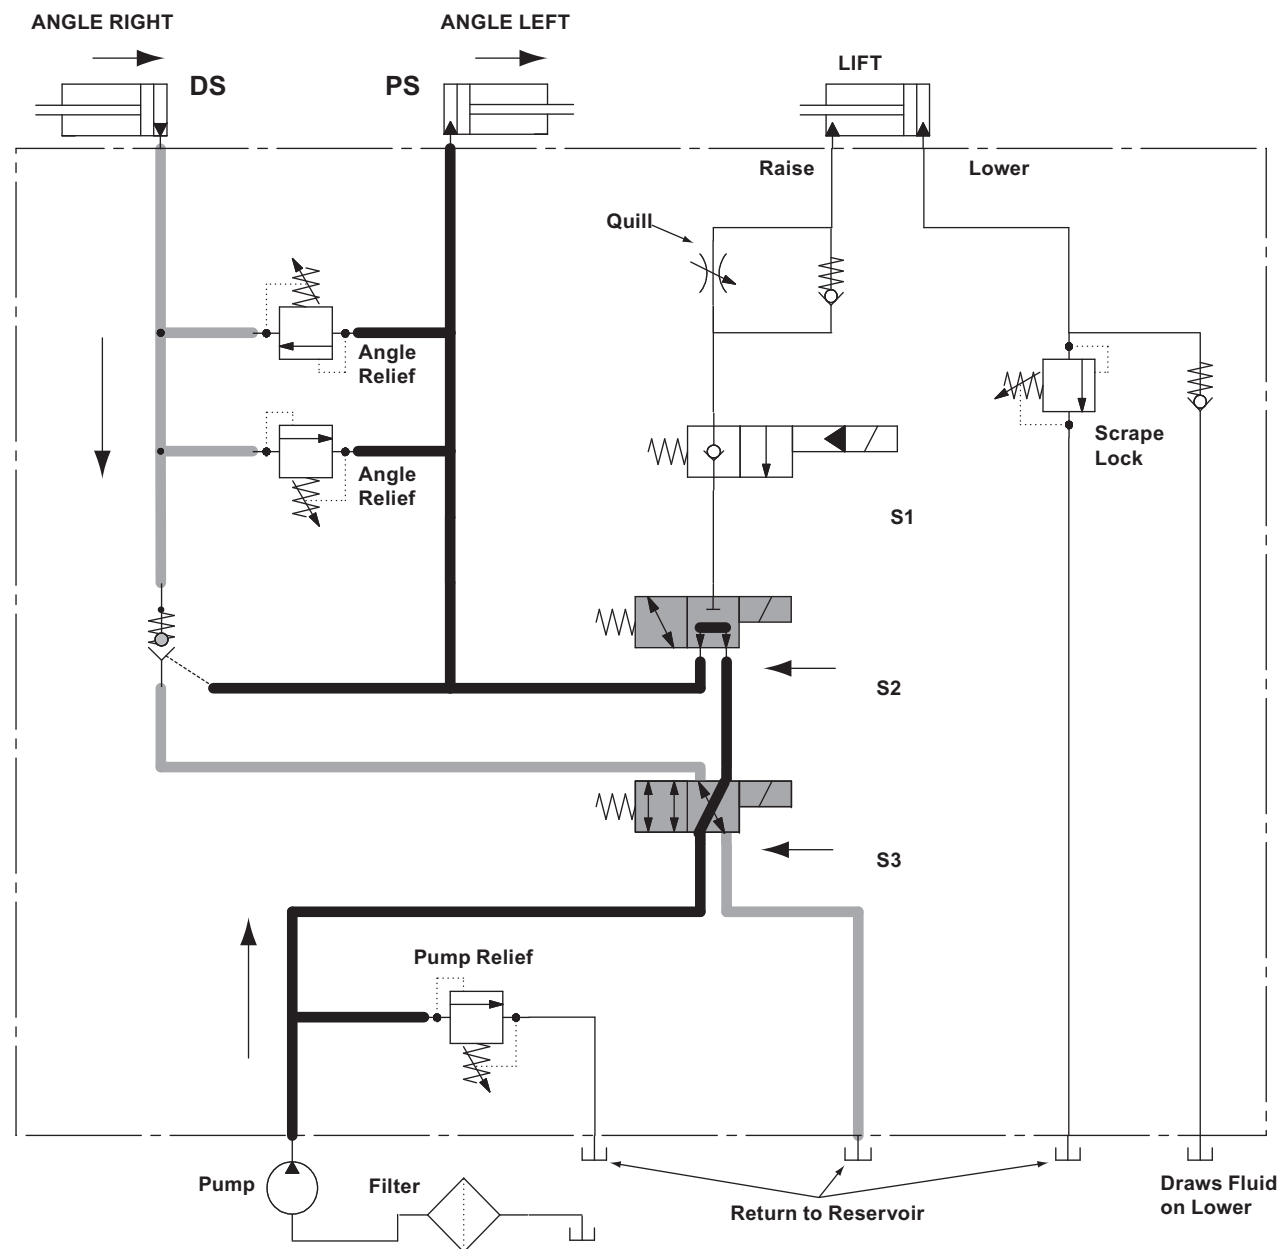 ANGLE RIGHT
ANGLE LEFT
LIFT
DS
PS
Raise
Lower
Quill
Angle
Relief
Angle
Relief
Scrape
Lock
S1
S2
S3
Pump Relief
Pump
Filter
Return to Reservoir
Draws Fluid
on Lower